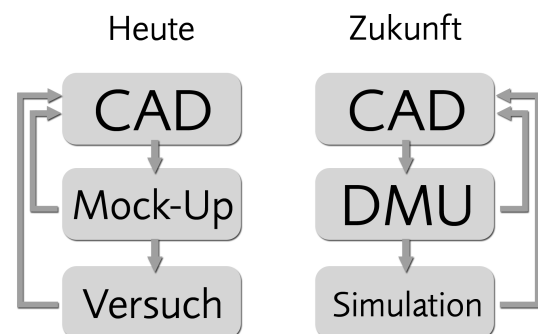 Heute
CAD
Mock-Up
Versuch
Zukunft
CAD
DMU
Simulation